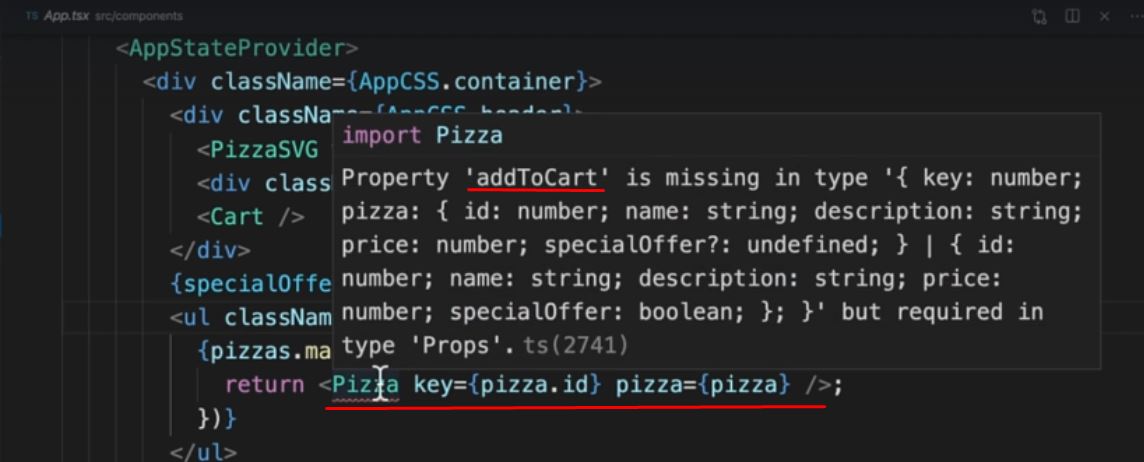 TS App.tsx src/components
<AppStateProvider>
<div className={AppCSS.container}>
<div className={AppCSS.header}>
import Pizza
<PizzaSVG
Property 'addToCart' is missing in type '{ key: number;
<div class
pizza: { id: number; name: string; description: string;
<Cart />
price: number; specialOffer?: undefined; } | { id:
</div>
number; name: string; description: string; price:
{specialOffe
number; specialOffer: boolean; }; }' but required in
<ul classNam
type 'Props'. ts(2741)
{pizzas.ma
return <Pizza key={pizza.id} pizza={pizza} />;
})}
</ul>